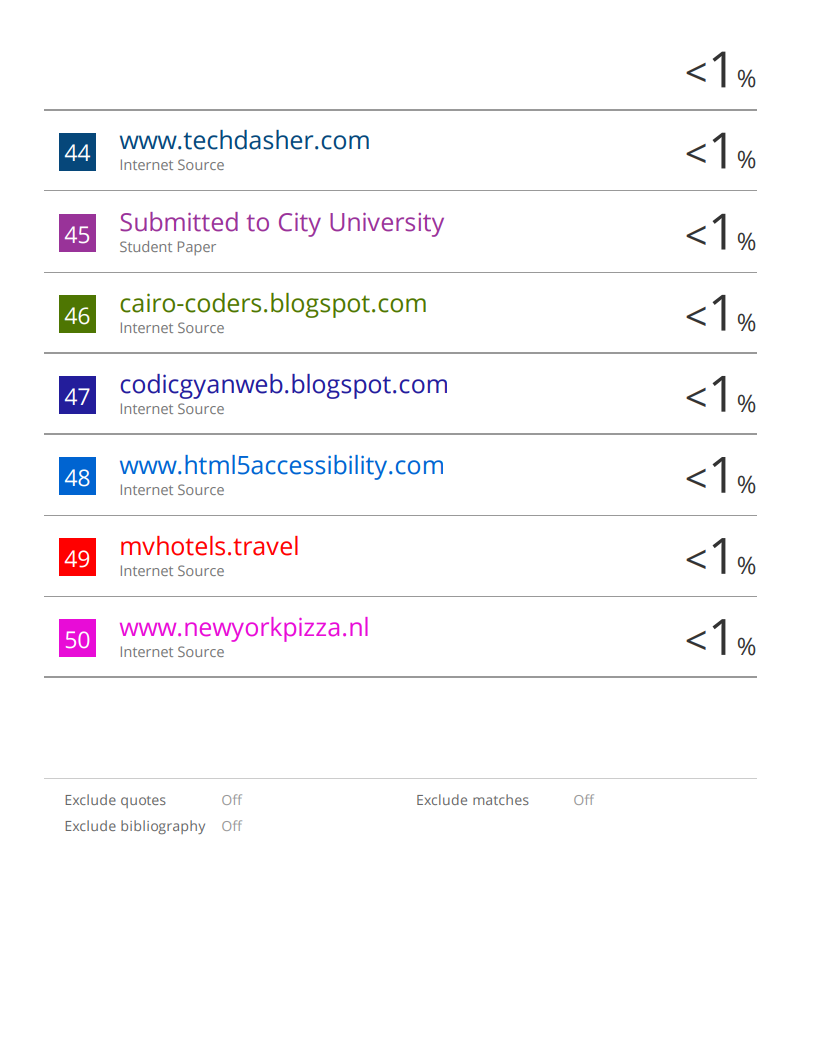 <1%
44 www.techdasher.com <1%
Internet Source
45 Submitted to City University <1%
Student Paper
46 cairo-coders.blogspot.com <1%
Internet Source
47 codicgyanweb.blogspot.com <1%
Internet Source
48 www.html5accessibility.com <1%
Internet Source
49 mvhotels.travel <1%
Internet Source
50 www.newyorkpizza.nl <1%
Internet Source
Exclude quotes Off Exclude matches Off
Exclude bibliography Off